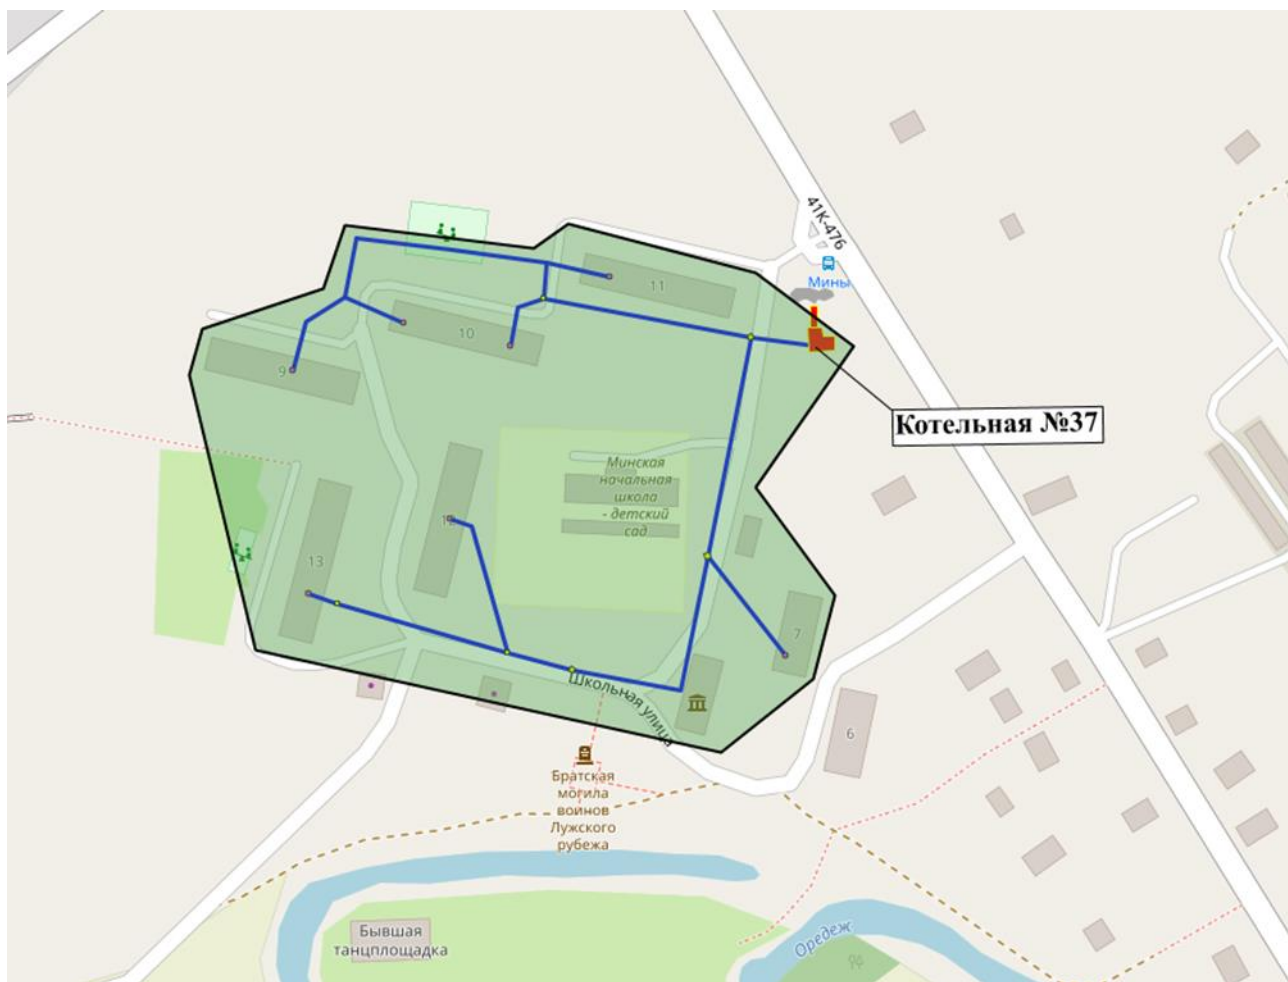 41К-476
Мины
11
10
9
Котельная №37
Минская
начальная
школа
- детский
сад
13
7
Школьная улица
6
Братская
могила
воинов
Лужского
рубежа
Бывшая
танцплощадка
Оредеж